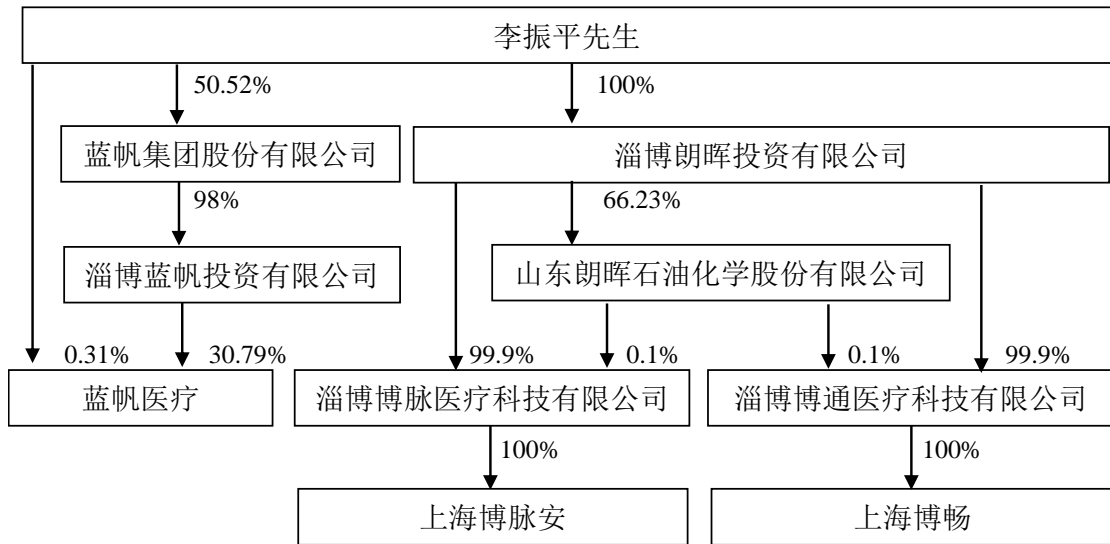 李振平先生
50.52%
100%
蓝帆集团股份有限公司
淄博朗晖投资有限公司
98%
66.23%
淄博蓝帆投资有限公司
山东朗晖石油化学股份有限公司
0.31%
30.79%
99.9%
0.1%
0.1%
99.9%
蓝帆医疗
淄博博脉医疗科技有限公司
淄博博通医疗科技有限公司
100%
100%
上海博脉安
上海博畅